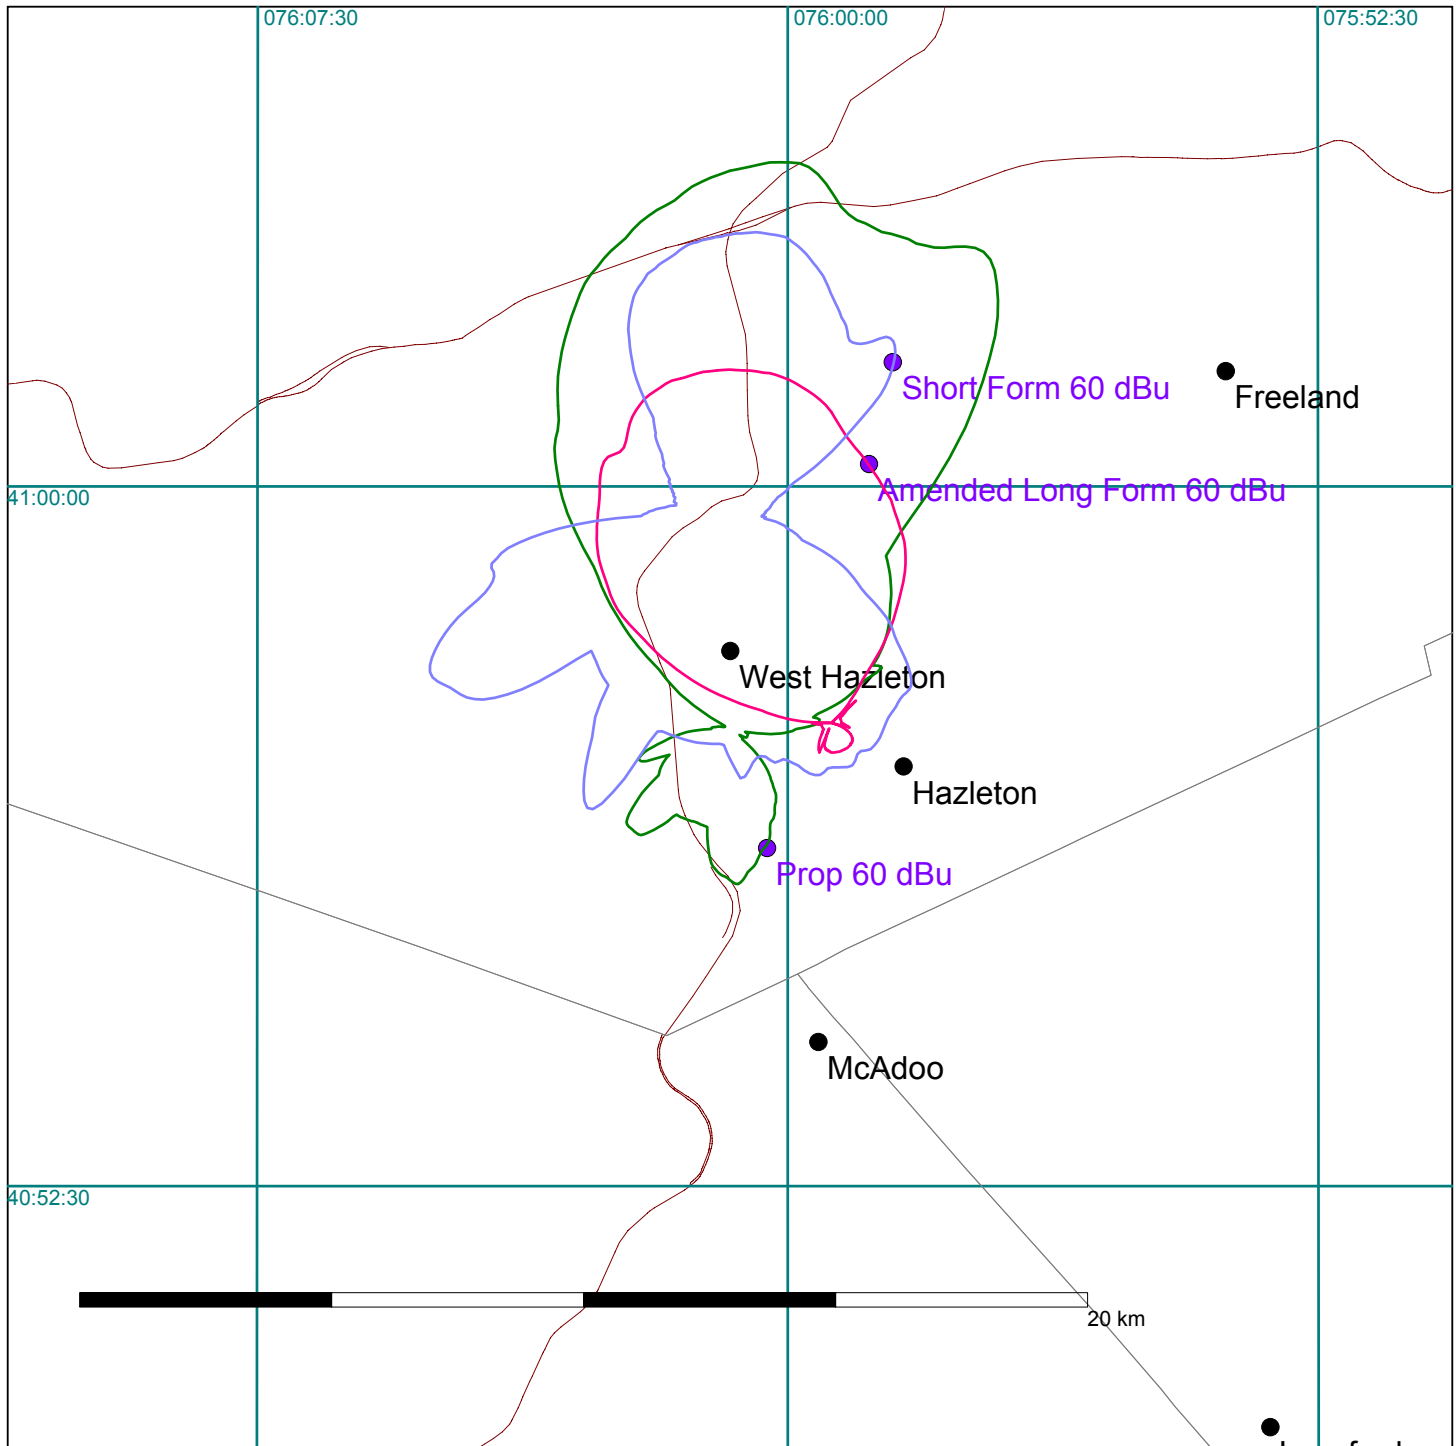 076:07:30
076:00:00
075:52:30
Short Form 60 dBu
Freeland
Amended Long Form 60 dBu
41:00:00
West Hazleton
Hazleton
Prop 60 dBu
McAdoo
40:52:30
20 km